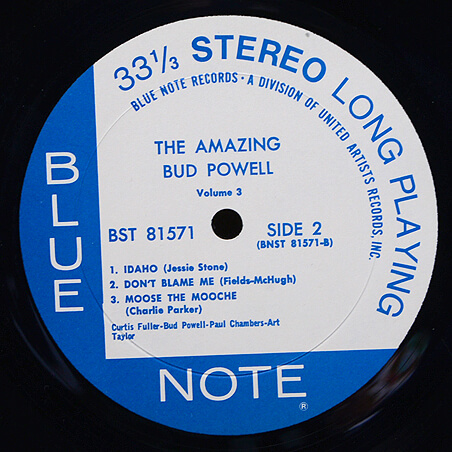 33⅓ STEREO LONG PLAYING
BLUE NOTE RECORDS • A DIVISION OF UNITED ARTISTS RECORDS, INC.
THE AMAZING
BUD POWELL
Volume 3
BST 81571
SIDE 2
(BNST 81571-B)
1. IDAHO (Jessie Stone)
2. DON'T BLAME ME (Fields-McHugh)
3. MOOSE THE MOOCHE
(Charlie Parker)
Curtis Fuller-Bud Powell-Paul Chambers-Art
Taylor
BLUE
NOTE
®